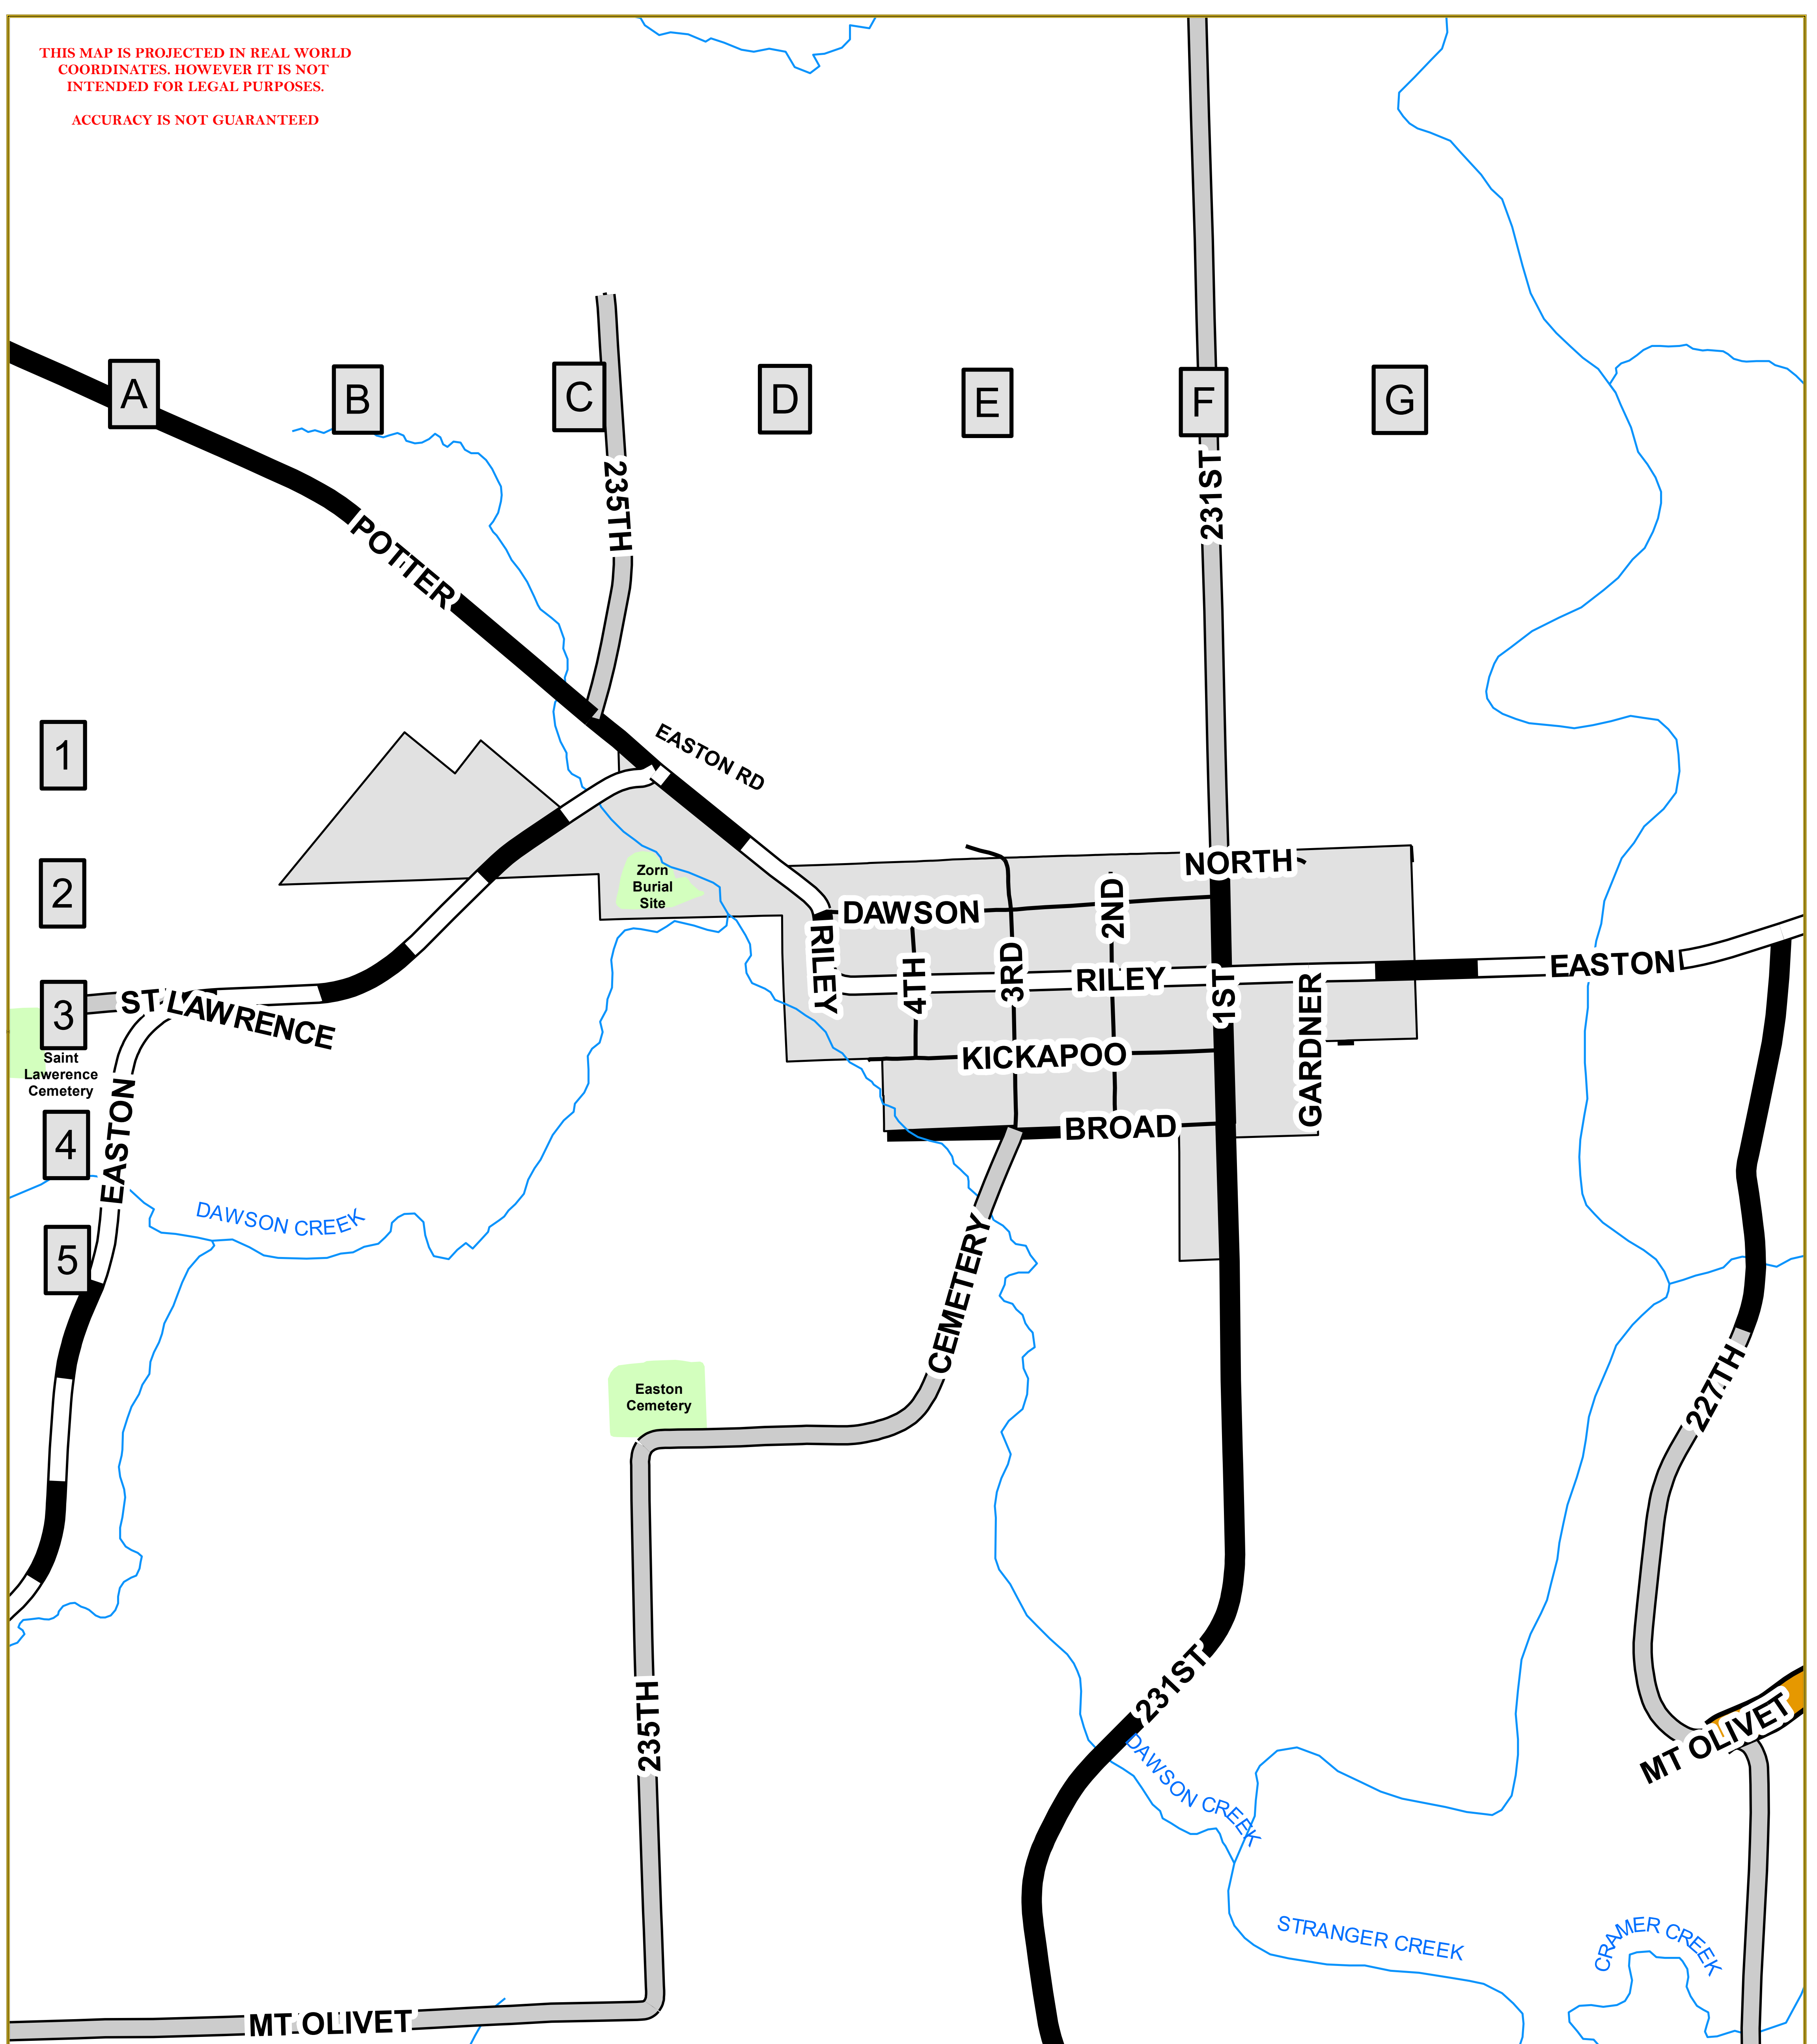 THIS MAP IS PROJECTED IN REAL WORLD
COORDINATES. HOWEVER IT IS NOT
INTENDED FOR LEGAL PURPOSES.
ACCURACY IS NOT GUARANTEED
A
B
C
D
E
F
G
235TH
231ST
POTTER
EASTON RD
1
2
3
4
5
Zorn
Burial
Site
NORTH
DAWSON
2ND
RILEY
4TH
3RD
RILEY
1ST
GARDNER
EASTON
ST LAWRENCE
Saint
Lawerence
Cemetery
EASTON
KICKAPOO
BROAD
DAWSON CREEK
CEMETERY
Easton
Cemetery
227TH
235TH
231ST
MT OLIVET
DAWSON CREEK
STRANGER CREEK
CRAMER CREEK
MT OLIVET